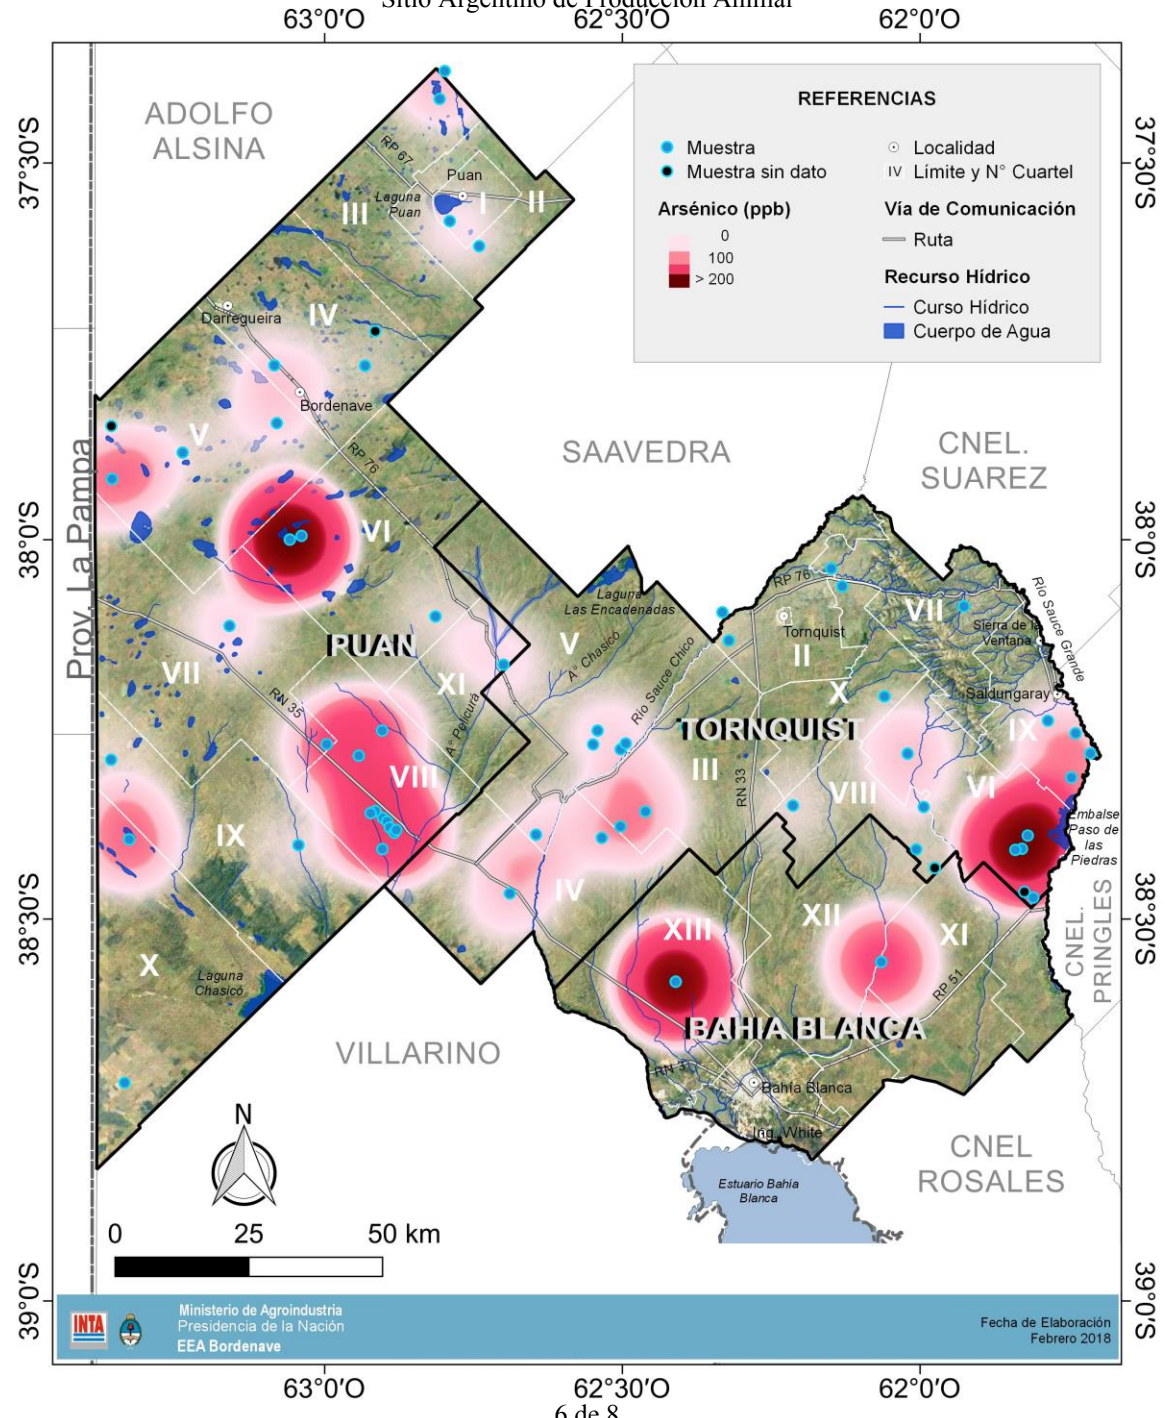 Sitio Argentino de Producción Animal
63°0'O
62°30'O
62°0'O
37°30'S
38°0'S
38°30'S
39°0'S
37°30'S
38°0'S
38°30'S
39°0'S
REFERENCIAS
Muestra
Muestra sin dato
Arsénico (ppb)
0
100
> 200
Localidad
IV Límite y N° Cuartel
Vía de Comunicación
Ruta
Recurso Hídrico
Curso Hídrico
Cuerpo de Agua
ADOLFO
ALSINA
RP 67
Puan
Laguna
Puan
I
II
III
IV
Darregueira
Bordenave
V
RP 76
Prov. La Pampa
VI
SAAVEDRA
CNEL.
SUAREZ
Laguna
Las Encadenadas
RP 76
Tornquist
II
VII
Sierra de la
Ventana
Río Sauce Grande
Saldungaray
PUAN
VII
XI
V
A° Chasicó
Río Sauce Chico
A° Pelicurá
RN 35
X
TORNQUIST
IX
III
RN 33
VIII
VI
VIII
IX
Embalse
Paso de
las
Piedras
IV
X
Laguna
Chasicó
XIII
XII
XI
RP 51
CNEL.
PRINGLES
BAHIA BLANCA
VILLARINO
RN 3
Bahía Blanca
Ing. White
CNEL
ROSALES
Estuario Bahía
Blanca
N
0
25
50 km
INTA
Ministerio de Agroindustria
Presidencia de la Nación
EEA Bordenave
Fecha de Elaboración
Febrero 2018
63°0'O
62°30'O
62°0'O
6 de 8